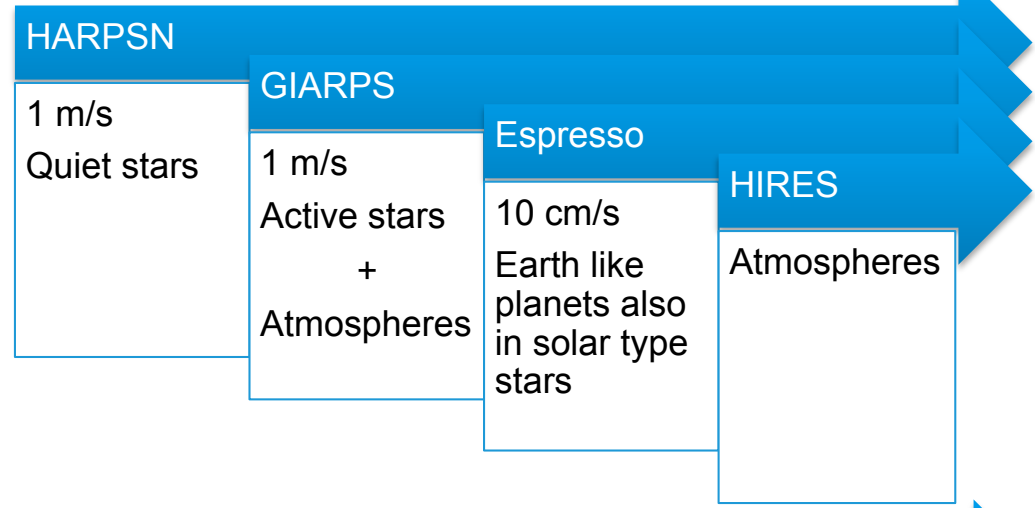 HARPSN
1 m/s
Quiet stars
GIARPS
1 m/s
Active stars
+
Atmospheres
Espresso
10 cm/s
Earth like
planets also
in solar type
stars
HIRES
Atmospheres